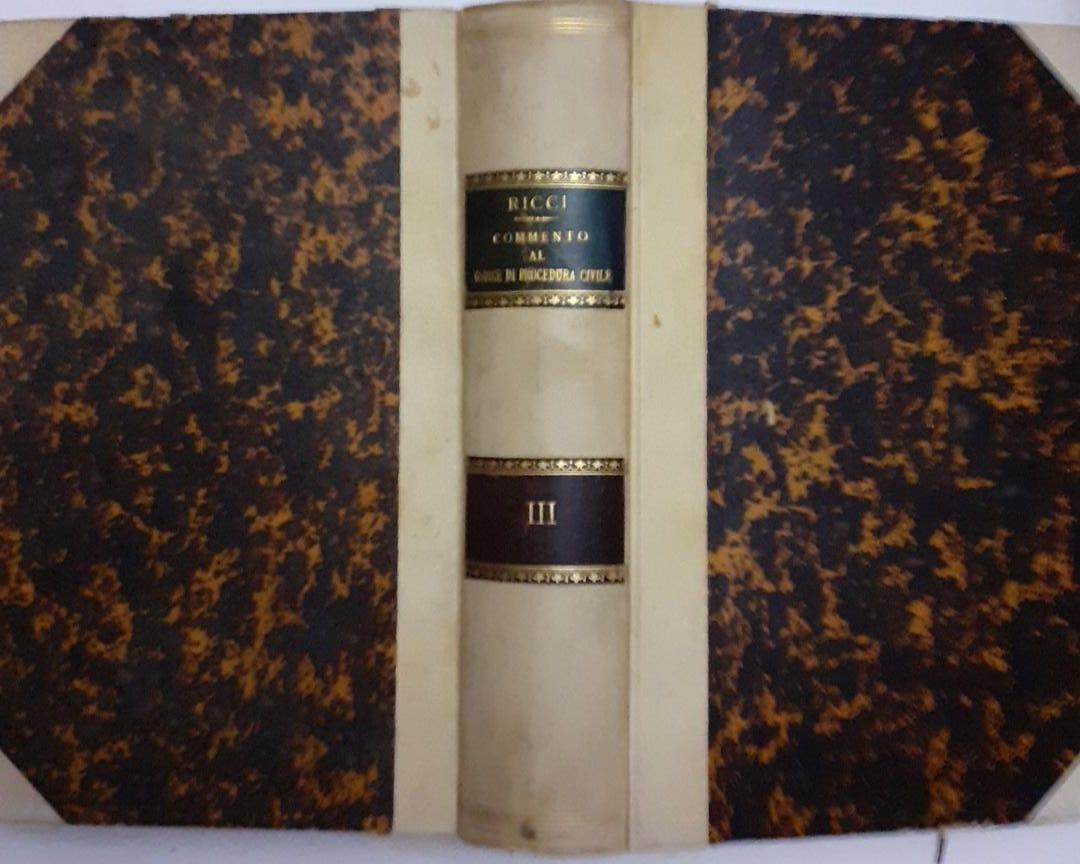 RICCI
COMMENTO
AL
CODICE DI PROCEDURA CIVILE
III